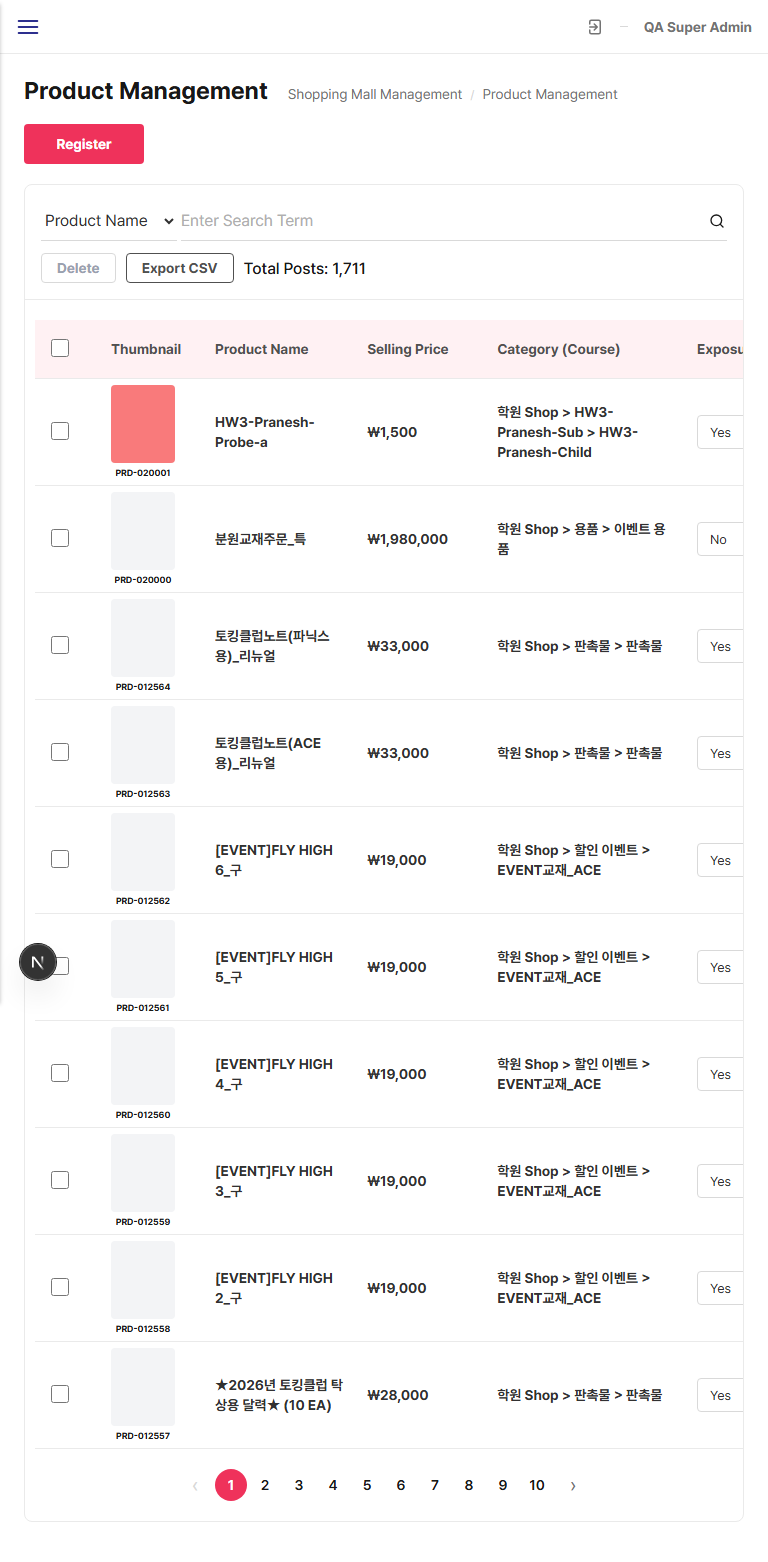 QA Super Admin
Product Management
Shopping Mall Management / Product Management
Register
Product Name
Enter Search Term
Delete
Export CSV
Total Posts: 1,711
Thumbnail
Product Name
Selling Price
Category (Course)
Exposu
PRD-020001
HW3-Pranesh-
Probe-a
₩1,500
학원 Shop > HW3-
Pranesh-Sub > HW3-
Pranesh-Child
Yes
PRD-020000
분원교재주문_특
₩1,980,000
학원 Shop > 용품 > 이벤트 용
품
No
PRD-012564
토킹클럽노트(파닉스
용)_리뉴얼
₩33,000
학원 Shop > 판촉물 > 판촉물
Yes
PRD-012563
토킹클럽노트(ACE
용)_리뉴얼
₩33,000
학원 Shop > 판촉물 > 판촉물
Yes
PRD-012562
[EVENT]FLY HIGH
6_구
₩19,000
학원 Shop > 할인 이벤트 >
EVENT교재_ACE
Yes
N
PRD-012561
[EVENT]FLY HIGH
5_구
₩19,000
학원 Shop > 할인 이벤트 >
EVENT교재_ACE
Yes
PRD-012560
[EVENT]FLY HIGH
4_구
₩19,000
학원 Shop > 할인 이벤트 >
EVENT교재_ACE
Yes
PRD-012559
[EVENT]FLY HIGH
3_구
₩19,000
학원 Shop > 할인 이벤트 >
EVENT교재_ACE
Yes
PRD-012558
[EVENT]FLY HIGH
2_구
₩19,000
학원 Shop > 할인 이벤트 >
EVENT교재_ACE
Yes
PRD-012557
★2026년 토킹클럽 탁
상용 달력★ (10 EA)
₩28,000
학원 Shop > 판촉물 > 판촉물
Yes
‹ 1 2 3 4 5 6 7 8 9 10 ›